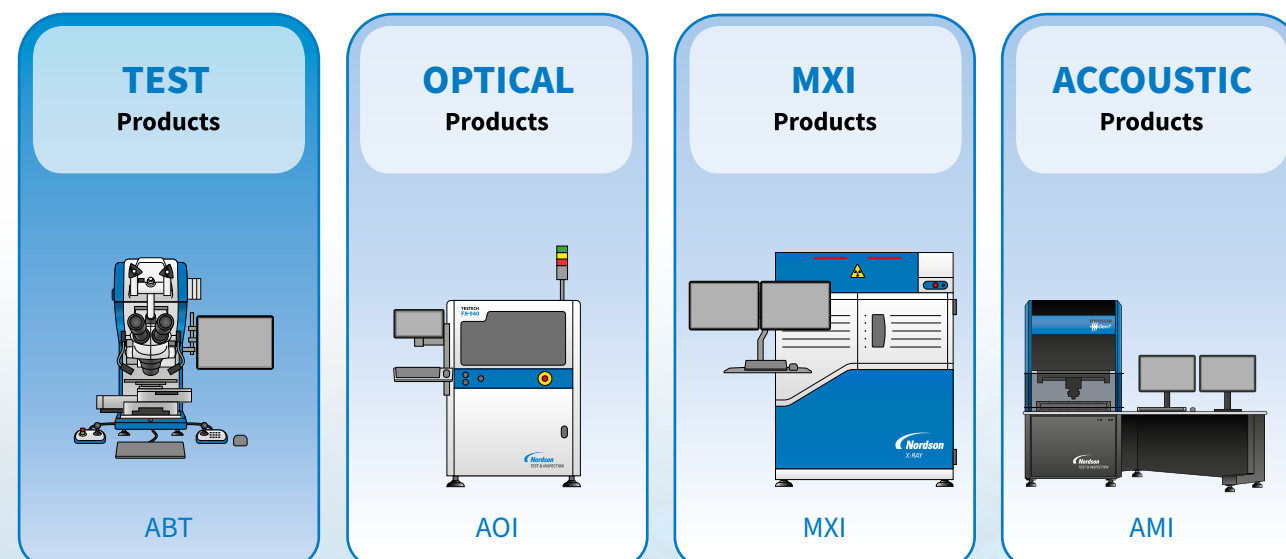 TEST
Products
ABT
OPTICAL
Products
YESTECH
FX-940
Nordson
TEST & INSPECTION
AOI
MXI
Products
Nordson
X-RAY
MXI
ACCOUSTIC
Products
Gen7
Nordson
TEST & INSPECTION
AMI